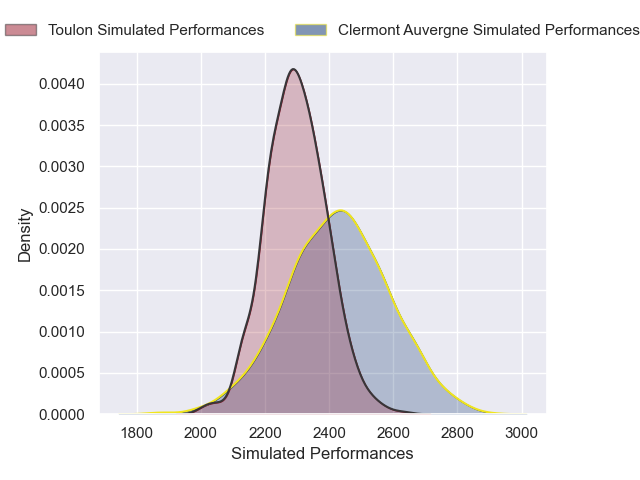 Toulon Simulated Performances Clermont Auvergne Simulated Performances
0.0040
0.0035
0.0030
0.0025
0.0020
0.0015
0.0010
0.0005
0.0000
Density
1800 2000 2200 2400 2600 2800 3000
Simulated Performances